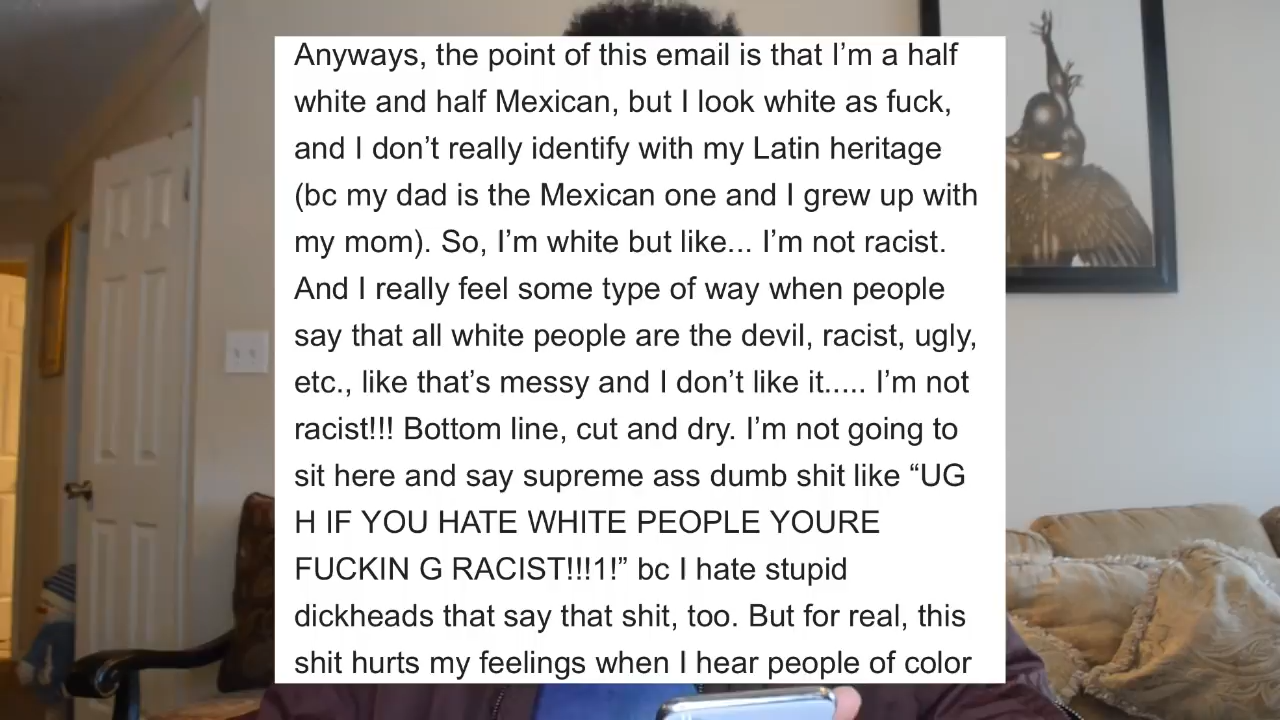 Anyways, the point of this email is that I’m a half
white and half Mexican, but I look white as fuck,
and I don’t really identify with my Latin heritage
(bc my dad is the Mexican one and I grew up with
my mom). So, I’m white but like... I’m not racist.
And I really feel some type of way when people
say that all white people are the devil, racist, ugly,
etc., like that’s messy and I don’t like it..... I’m not
racist!!! Bottom line, cut and dry. I’m not going to
sit here and say supreme ass dumb shit like “UG
H IF YOU HATE WHITE PEOPLE YOURE
FUCKIN G RACIST!!!1!” bc I hate stupid
dickheads that say that shit, too. But for real, this
shit hurts my feelings when I hear people of color